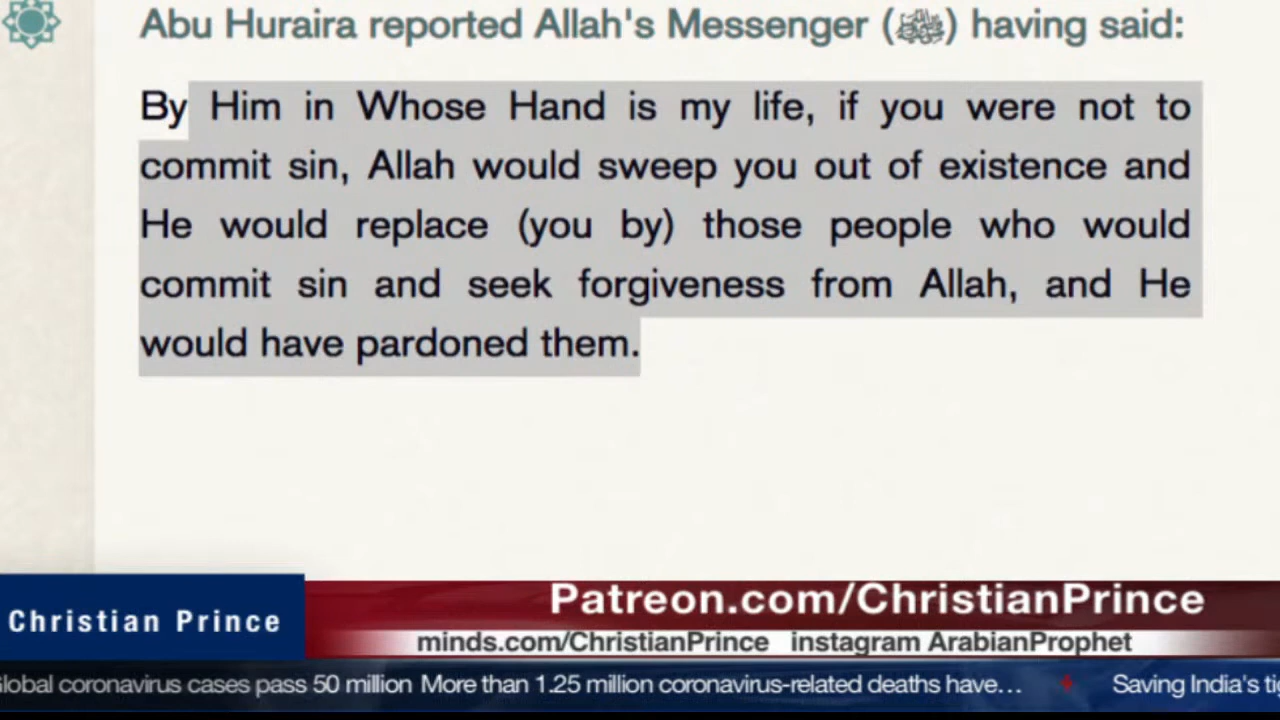 Abu Huraira reported Allah's Messenger (ﷺ) having said:
By Him in Whose Hand is my life, if you were not to
commit sin, Allah would sweep you out of existence and
He would replace (you by) those people who would
commit sin and seek forgiveness from Allah, and He
would have pardoned them.
Christian Prince
Patreon.com/ChristianPrince
minds.com/ChristianPrince instagram ArabianProphet
Global coronavirus cases pass 50 million More than 1.25 million coronavirus-related deaths have... Saving India's